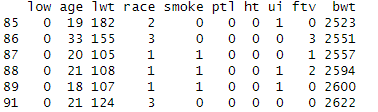 low age lwt race smoke ptl ht ui ftv bwt
85 0 19 182 2 0 0 0 1 0 2523
86 0 33 155 3 0 0 0 0 3 2551
87 0 20 105 1 1 0 0 0 1 2557
88 0 21 108 1 1 0 0 1 2 2594
89 0 18 107 1 1 0 0 1 0 2600
91 0 21 124 3 0 0 0 0 0 2622